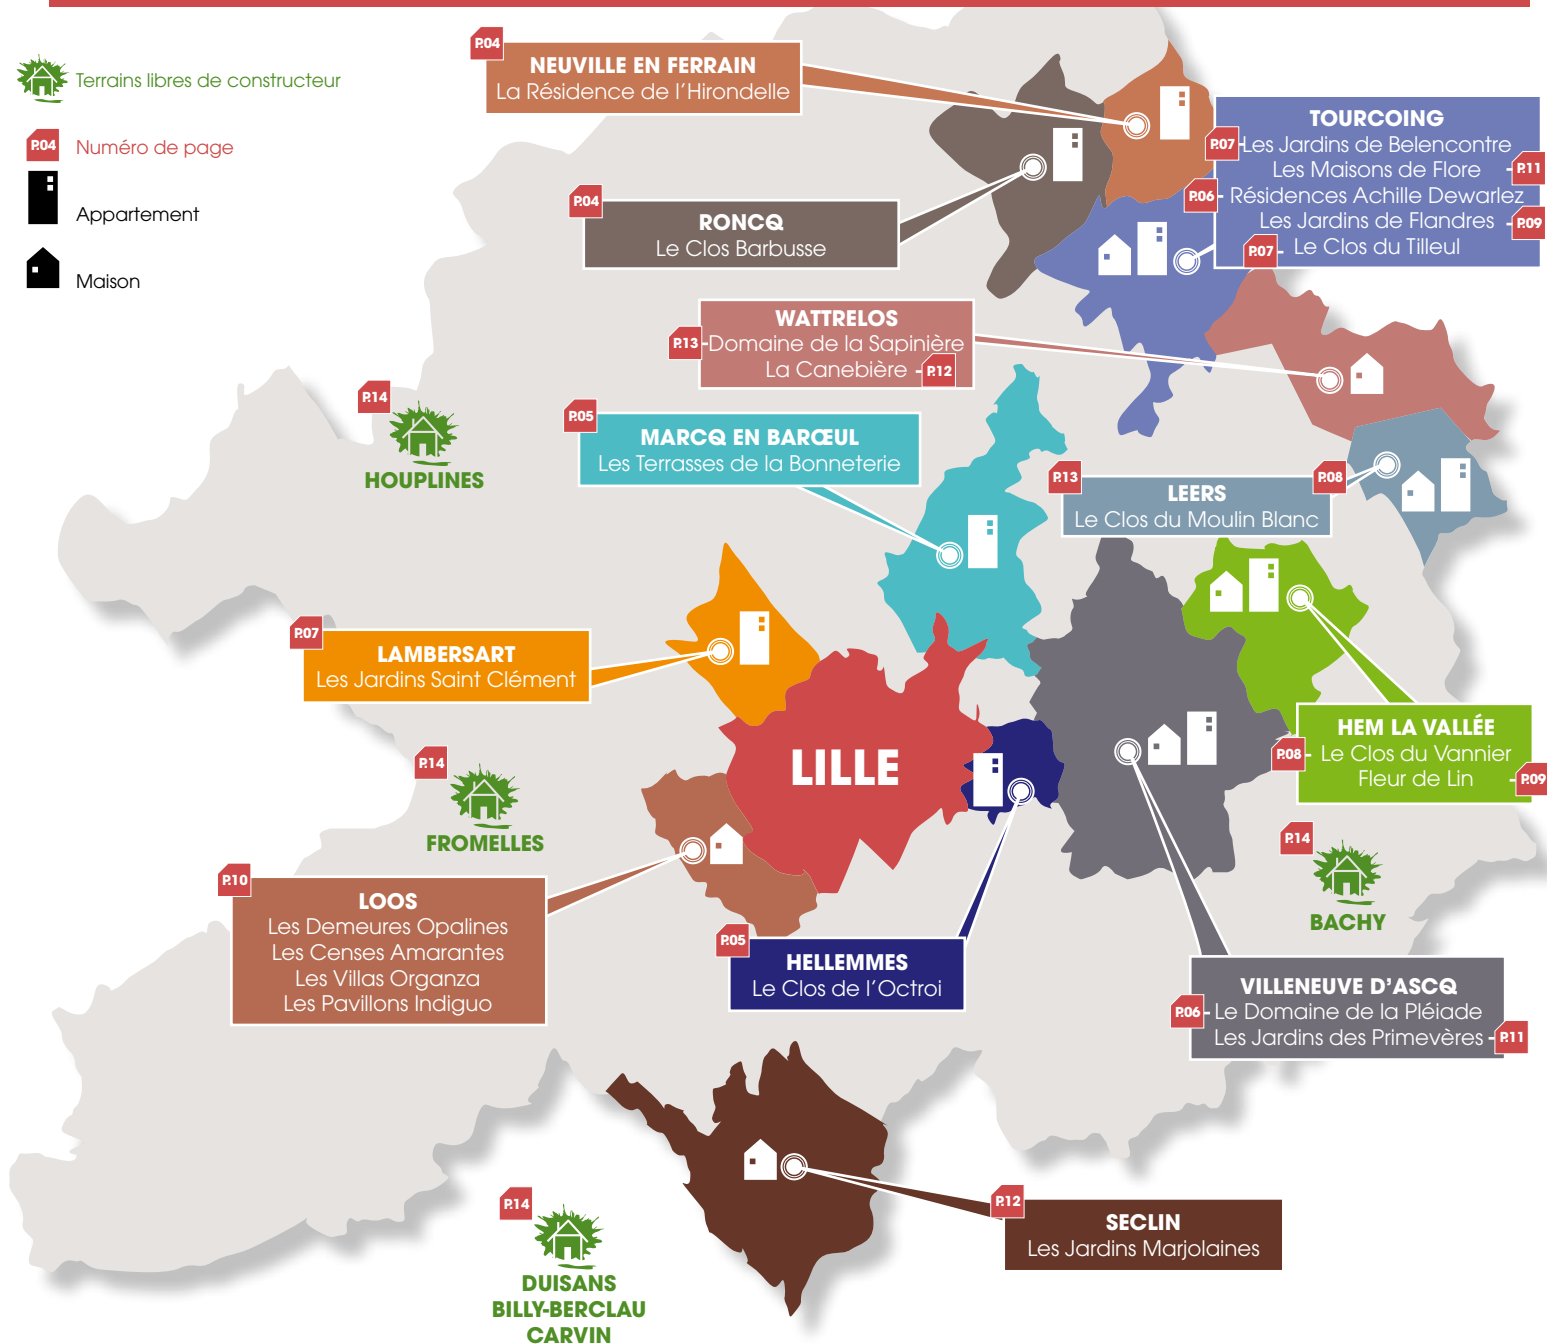 Terrains libres de constructeur
P.04 Numéro de page
Appartement
Maison
P.04
NEUVILLE EN FERRAIN
La Résidence de l'Hirondelle
P.04
RONCQ
Le Clos Barbusse
TOURCOING
P.07 Les Jardins de Belencontre
Les Maisons de Flore - P.11
P.06 - Résidences Achille Dewarlez
Les Jardins de Flandres - P.09
P.07 - Le Clos du Tilleul
WATTRELOS
P.13 - Domaine de la Sapinière
La Canebière - P.12
P.14
HOUPLINES
P.05
MARCQ EN BARŒUL
Les Terrasses de la Bonneterie
P.13 P.08
LEERS
Le Clos du Moulin Blanc
P.07
LAMBERSART
Les Jardins Saint Clément
LILLE
HEM LA VALLÉE
P.08 - Le Clos du Vannier
Fleur de Lin - P.09
P.14
FROMELLES
P.14
BACHY
P.10
LOOS
Les Demeures Opalines
Les Censes Amarantes
Les Villas Organza
Les Pavillons Indiguo
P.05
HELLEMMES
Le Clos de l'Octroi
VILLENEUVE D'ASCQ
P.06 - Le Domaine de la Pléiade
Les Jardins des Primevères - P.11
P.14
DUISANS
BILLY-BERCLAU
CARVIN
P.12
SECLIN
Les Jardins Marjolaines